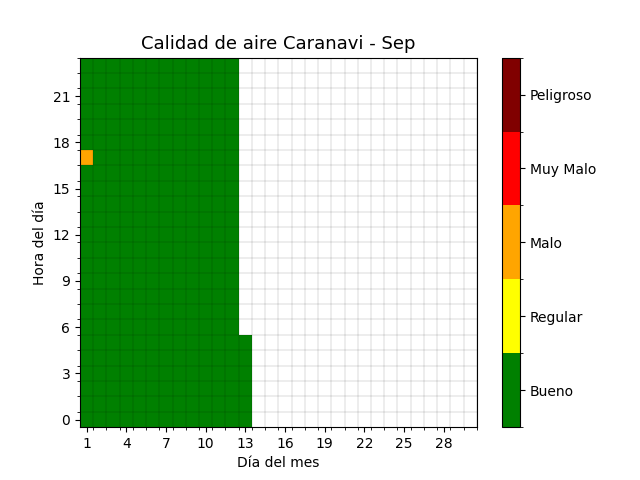 Calidad de aire Caranavi - Sep
Hora del día
21
18
15
12
9
6
3
0
1 4 7 10 13 16 19 22 25 28
Día del mes
Peligroso
Muy Malo
Malo
Regular
Bueno